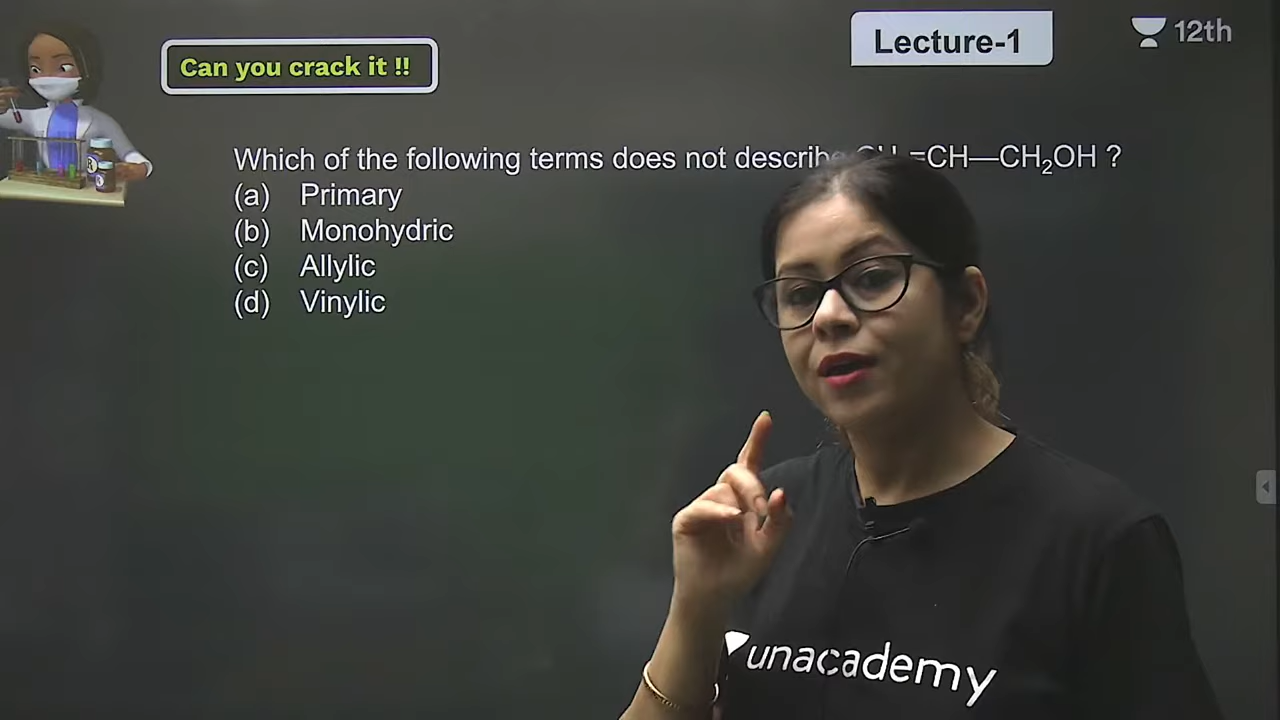 Lecture-1
12th
Can you crack it !!
Which of the following terms does not describe =CH—CH₂OH ?
(a) Primary
(b) Monohydric
(c) Allylic
(d) Vinylic
unacademy